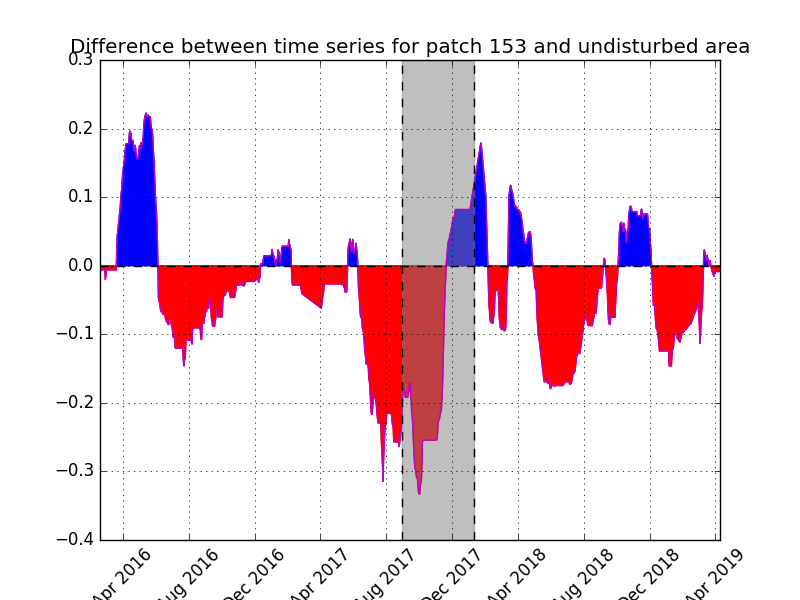 Difference between time series for patch 153 and undisturbed area
0.3
0.2
0.1
0.0
−0.1
−0.2
−0.3
−0.4
Apr 2016
Aug 2016
Dec 2016
Apr 2017
Aug 2017
Dec 2017
Apr 2018
Aug 2018
Dec 2018
Apr 2019